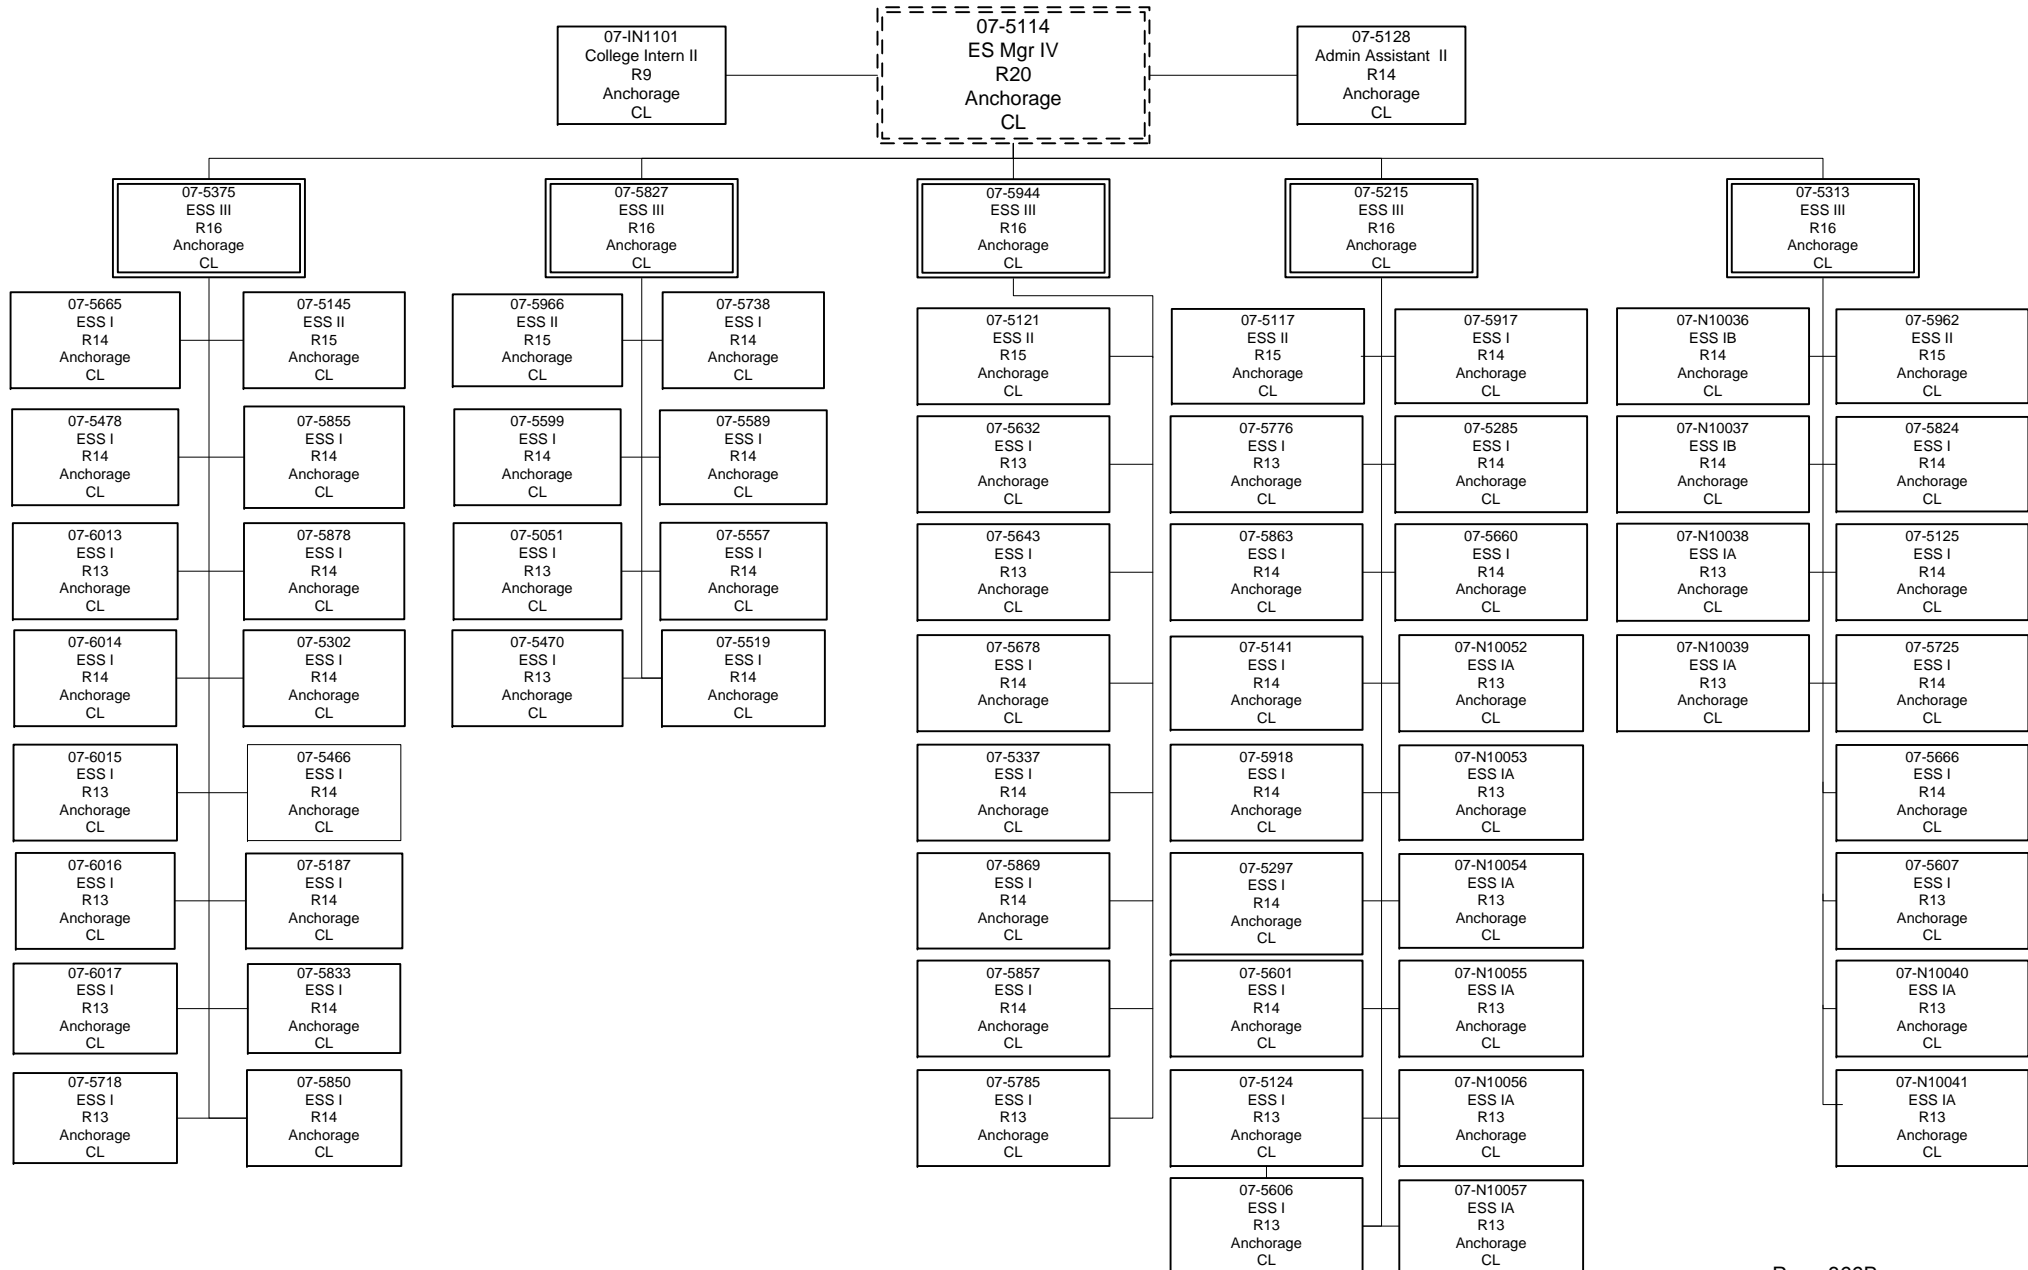 07-IN1101
College Intern II
R9
Anchorage
CL
07-5114
ES Mgr IV
R20
Anchorage
CL
07-5128
Admin Assistant  II
R14
Anchorage
CL
07-5375
ESS III
R16
Anchorage
CL
07-5827
ESS III
R16
Anchorage
CL
07-5944
ESS III
R16
Anchorage
CL
07-5215
ESS III
R16
Anchorage
CL
07-5313
ESS III
R16
Anchorage
CL
07-5665
ESS I
R14
Anchorage
CL
07-5145
ESS II
R15
Anchorage
CL
07-5478
ESS I
R14
Anchorage
CL
07-5855
ESS I
R14
Anchorage
CL
07-6013
ESS I
R13
Anchorage
CL
07-5878
ESS I
R14
Anchorage
CL
07-6014
ESS I
R14
Anchorage
CL
07-5302
ESS I
R14
Anchorage
CL
07-6015
ESS I
R13
Anchorage
CL
07-5466
ESS I
R14
Anchorage
CL
07-6016
ESS I
R13
Anchorage
CL
07-5187
ESS I
R14
Anchorage
CL
07-6017
ESS I
R13
Anchorage
CL
07-5833
ESS I
R14
Anchorage
CL
07-5718
ESS I
R13
Anchorage
CL
07-5850
ESS I
R14
Anchorage
CL
07-5966
ESS II
R15
Anchorage
CL
07-5738
ESS I
R14
Anchorage
CL
07-5599
ESS I
R14
Anchorage
CL
07-5589
ESS I
R14
Anchorage
CL
07-5051
ESS I
R13
Anchorage
CL
07-5557
ESS I
R14
Anchorage
CL
07-5470
ESS I
R13
Anchorage
CL
07-5519
ESS I
R14
Anchorage
CL
07-5121
ESS II
R15
Anchorage
CL
07-5632
ESS I
R13
Anchorage
CL
07-5643
ESS I
R13
Anchorage
CL
07-5678
ESS I
R14
Anchorage
CL
07-5337
ESS I
R14
Anchorage
CL
07-5869
ESS I
R14
Anchorage
CL
07-5857
ESS I
R14
Anchorage
CL
07-5785
ESS I
R13
Anchorage
CL
07-5117
ESS II
R15
Anchorage
CL
07-5917
ESS I
R14
Anchorage
CL
07-5776
ESS I
R13
Anchorage
CL
07-5285
ESS I
R14
Anchorage
CL
07-5863
ESS I
R14
Anchorage
CL
07-5660
ESS I
R14
Anchorage
CL
07-5141
ESS I
R14
Anchorage
CL
07-N10052
ESS IA
R13
Anchorage
CL
07-5918
ESS I
R14
Anchorage
CL
07-N10053
ESS IA
R13
Anchorage
CL
07-5297
ESS I
R14
Anchorage
CL
07-N10054
ESS IA
R13
Anchorage
CL
07-5601
ESS I
R14
Anchorage
CL
07-N10055
ESS IA
R13
Anchorage
CL
07-5124
ESS I
R13
Anchorage
CL
07-N10056
ESS IA
R13
Anchorage
CL
07-5606
ESS I
R13
Anchorage
CL
07-N10057
ESS IA
R13
Anchorage
CL
07-N10036
ESS IB
R14
Anchorage
CL
07-5962
ESS II
R15
Anchorage
CL
07-N10037
ESS IB
R14
Anchorage
CL
07-5824
ESS I
R14
Anchorage
CL
07-N10038
ESS IA
R13
Anchorage
CL
07-5125
ESS I
R14
Anchorage
CL
07-N10039
ESS IA
R13
Anchorage
CL
07-5725
ESS I
R14
Anchorage
CL
07-5666
ESS I
R14
Anchorage
CL
07-5607
ESS I
R13
Anchorage
CL
07-N10040
ESS IA
R13
Anchorage
CL
07-N10041
ESS IA
R13
Anchorage
CL